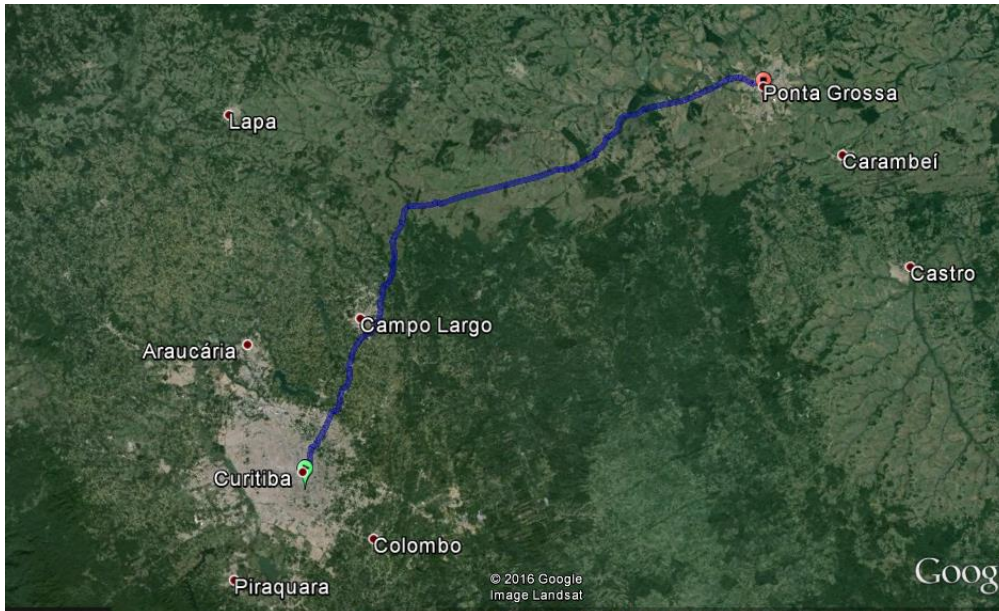 Ponta Grossa
Lapa
Carambeí
Castro
Campo Largo
Araucária
Curitiba
Colombo
Piraquara
© 2016 Google
Image Landsat
Goog